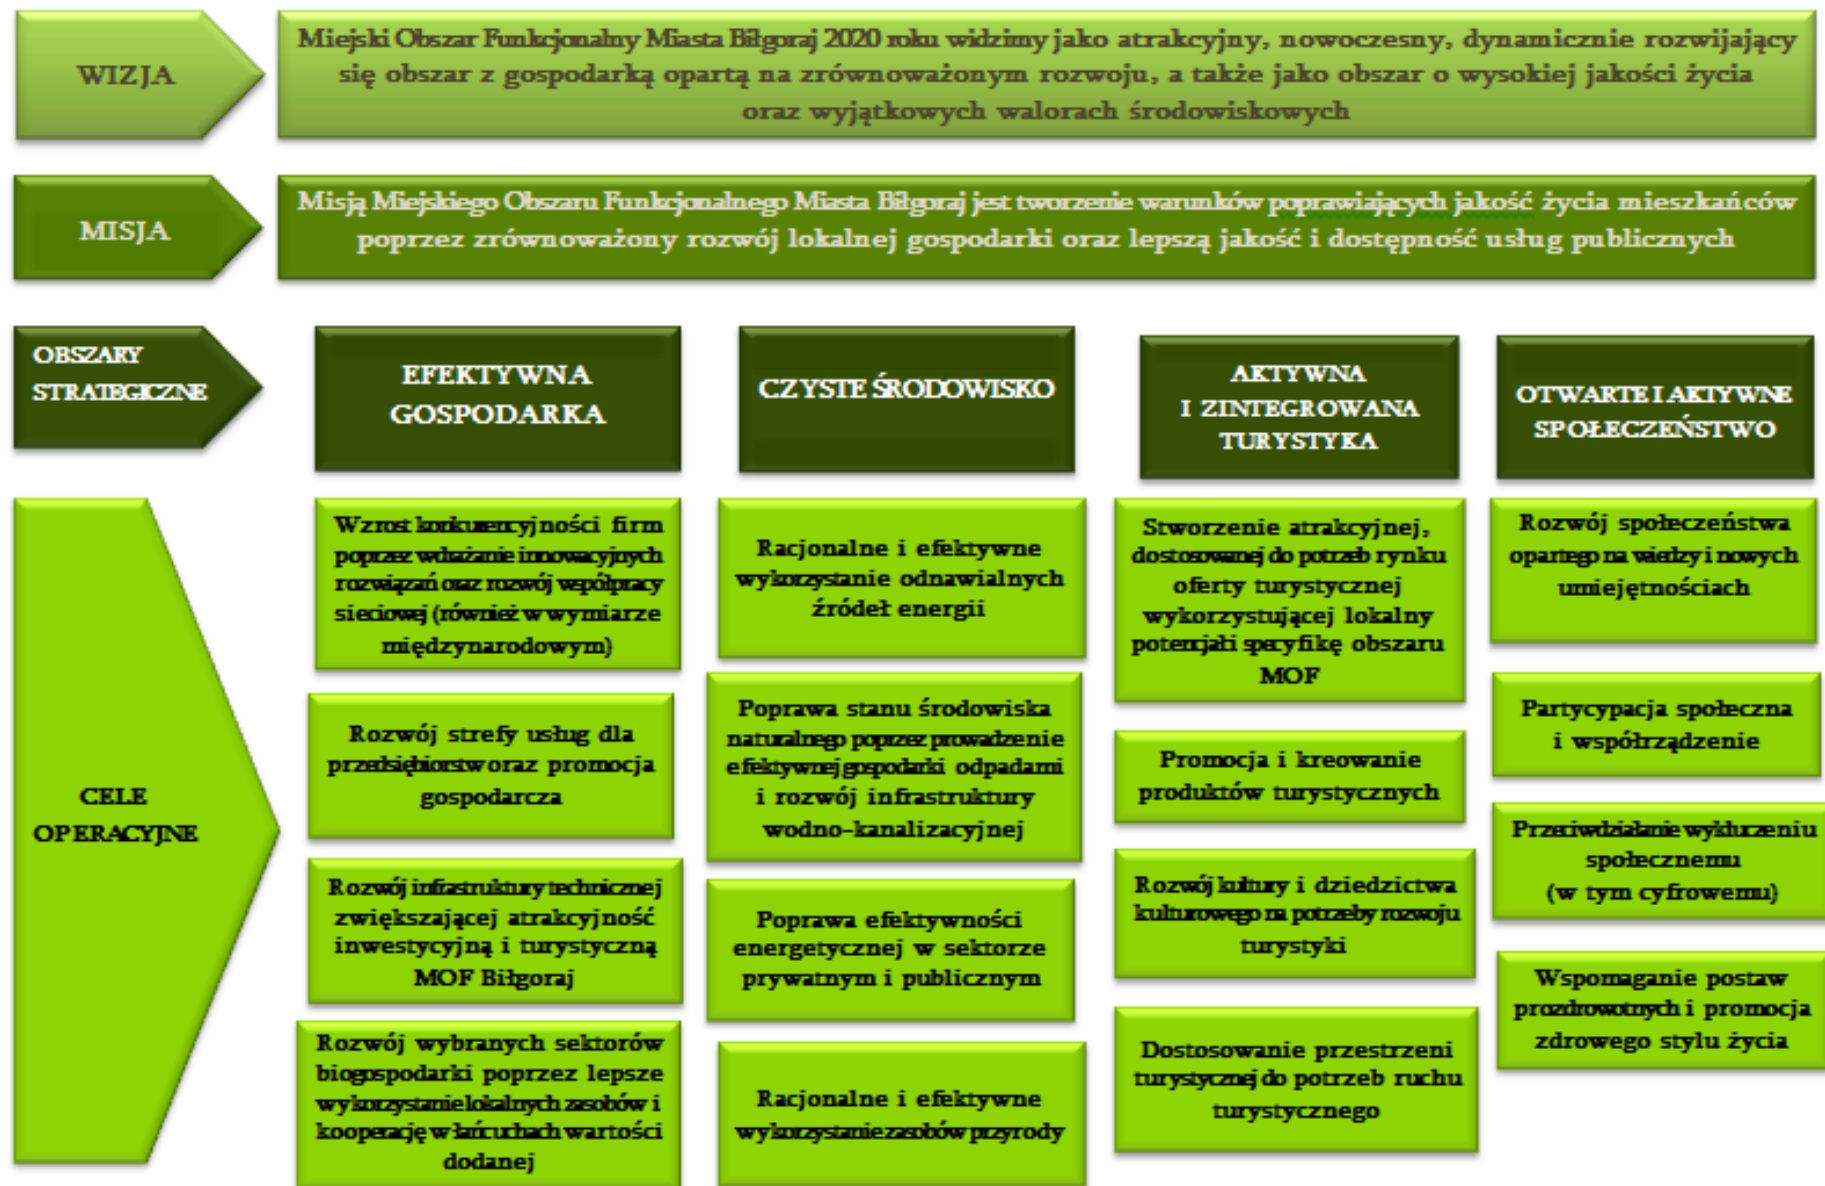 WIZJA
Miejski Obszar Funkcjonalny Miasta Biłgoraj 2020 roku widzimy jako atrakcyjny, nowoczesny, dynamicznie rozwijający
się obszar z gospodarką opartą na zrównoważonym rozwoju, a także jako obszar o wysokiej jakości życia
oraz wyjątkowych walorach środowiskowych
MISJA
Misją Miejskiego Obszaru Funkcjonalnego Miasta Biłgoraj jest tworzenie warunków poprawiających jakość życia mieszkańców
poprzez zrównoważony rozwój lokalnej gospodarki oraz lepszą jakość i dostępność usług publicznych
OBSZARY
STRATEGICZNE
EFEKTYWNA
GOSPODARKA
CZYSTE ŚRODOWISKO
AKTYWNA
I ZINTEGROWANA
TURYSTYKA
OTWARTE I AKTYWNE
SPOŁECZEŃSTWO
CELE
OPERACYJNE
Wzrost konkurencyjności firm
poprzez wdrażanie innowacyjnych
rozwiązań oraz rozwój współpracy
sieciowej (również w wymiarze
międzynarodowym)
Rozwój strefy usług dla
przedsiębiorstw oraz promocja
gospodarcza
Rozwój infrastruktury technicznej
zwiększającej atrakcyjność
inwestycyjną i turystyczną
MOF Biłgoraj
Rozwój wybranych sektorów
biogospodarki poprzez lepsze
wykorzystanie lokalnych zasobów i
kooperację w łańcuchach wartości
dodanej
Racjonalne i efektywne
wykorzystanie odnawialnych
źródeł energii
Poprawa stanu środowiska
naturalnego poprzez prowadzenie
efektywnej gospodarki odpadami
i rozwój infrastruktury
wodno-kanalizacyjnej
Poprawa efektywności
energetycznej w sektorze
prywatnym i publicznym
Racjonalne i efektywne
wykorzystanie zasobów przyrody
Stworzenie atrakcyjnej,
dostosowanej do potrzeb rynku
oferty turystycznej
wykorzystującej lokalny
potencjał i specyfikę obszaru
MOF
Promocja i kreowanie
produktów turystycznych
Rozwój kultury i dziedzictwa
kulturowego na potrzeby rozwoju
turystyki
Dostosowanie przestrzeni
turystycznej do potrzeb ruchu
turystycznego
Rozwój społeczeństwa
opartego na wiedzy i nowych
umiejętnościach
Partycypacja społeczna
i współrządzenie
Przeciwdziałanie wykluczeniu
społecznemu
(w tym cyfrowemu)
Wspomaganie postaw
prozdrowotnych i promocja
zdrowego stylu życia